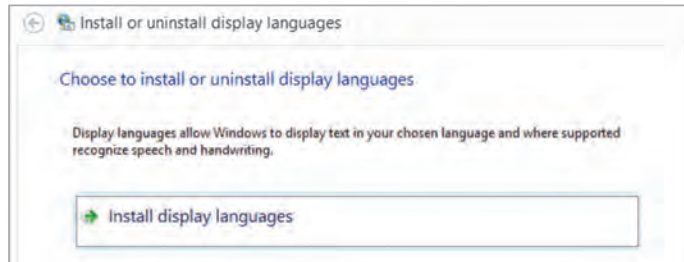 Install or uninstall display languages
Choose to install or uninstall display languages
Display languages allow Windows to display text in your chosen language and where supported
recognize speech and handwriting.
Install display languages